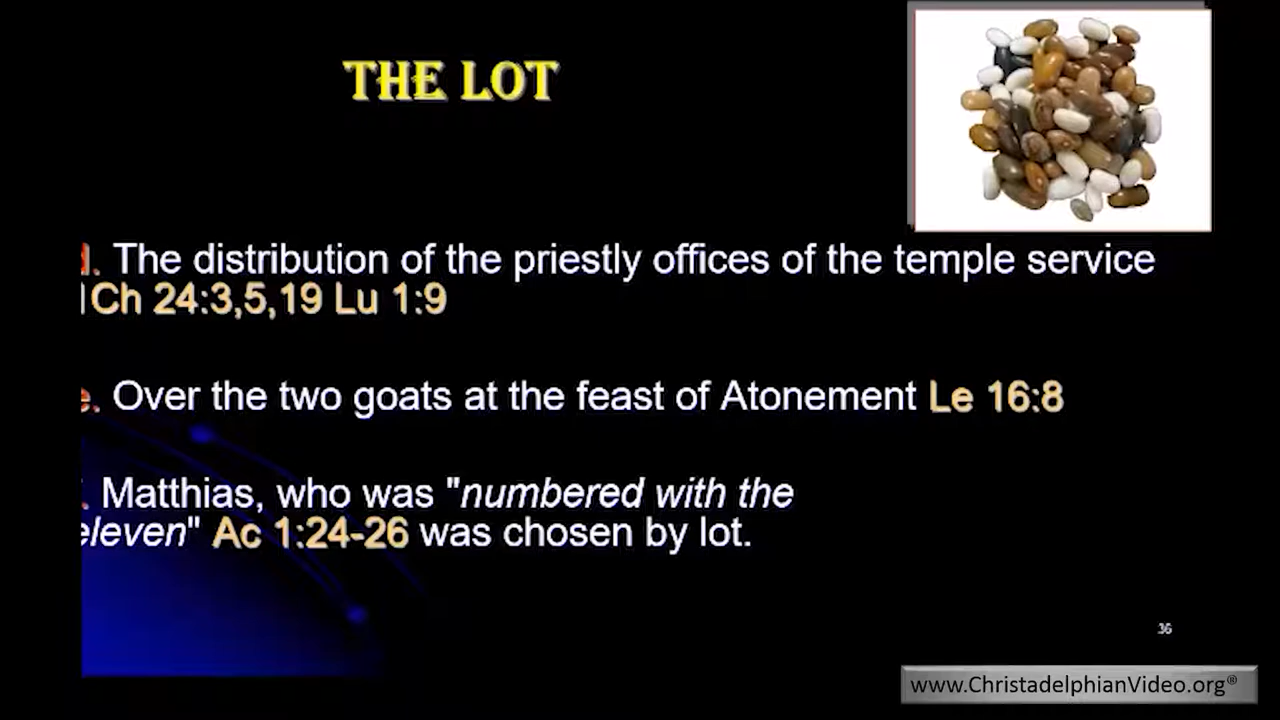 THE LOT
d. The distribution of the priestly offices of the temple service
1Ch 24:3,5,19 Lu 1:9
e. Over the two goats at the feast of Atonement Le 16:8
. Matthias, who was "numbered with the
eleven" Ac 1:24-26 was chosen by lot.
36
www.ChristadelphianVideo.org®